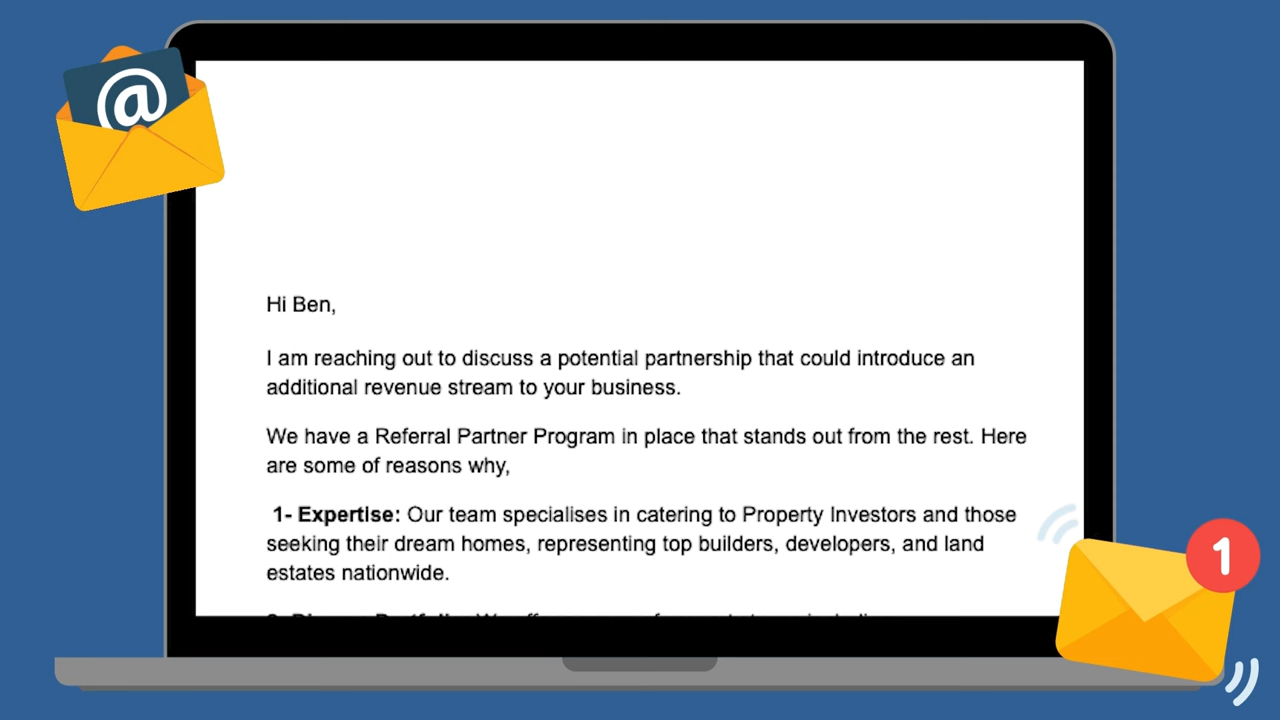 @
Hi Ben,
I am reaching out to discuss a potential partnership that could introduce an
additional revenue stream to your business.
We have a Referral Partner Program in place that stands out from the rest. Here
are some of reasons why,
1- Expertise: Our team specialises in catering to Property Investors and those
seeking their dream homes, representing top builders, developers, and land
estates nationwide.
1